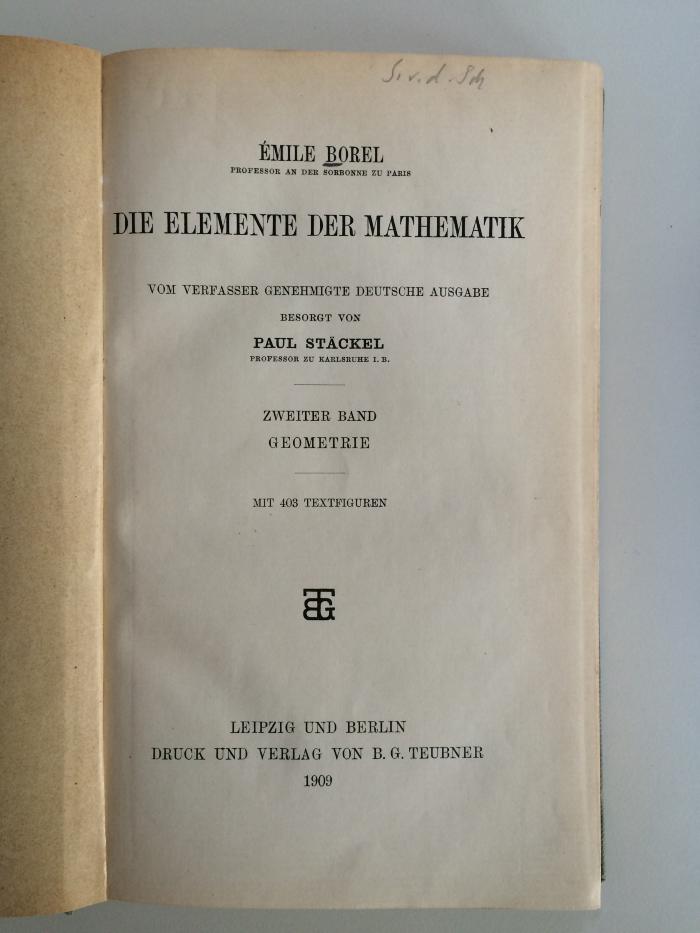 S. v. d. Sch
ÉMILE BOREL
PROFESSOR AN DER SORBONNE ZU PARIS
DIE ELEMENTE DER MATHEMATIK
VOM VERFASSER GENEHMIGTE DEUTSCHE AUSGABE
BESORGT VON
PAUL STÄCKEL
PROFESSOR ZU KARLSRUHE I. B.
ZWEITER BAND
GEOMETRIE
MIT 403 TEXTFIGUREN
BTG
LEIPZIG UND BERLIN
DRUCK UND VERLAG VON B. G. TEUBNER
1909